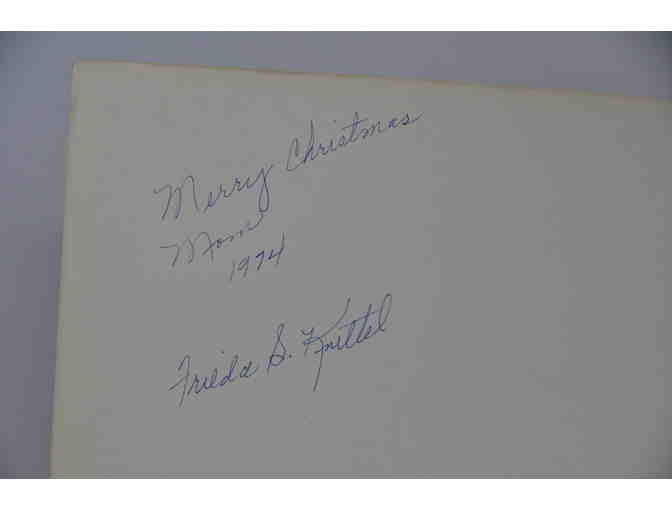 Merry Christmas
Mom
1974
Frieda S. Knittel